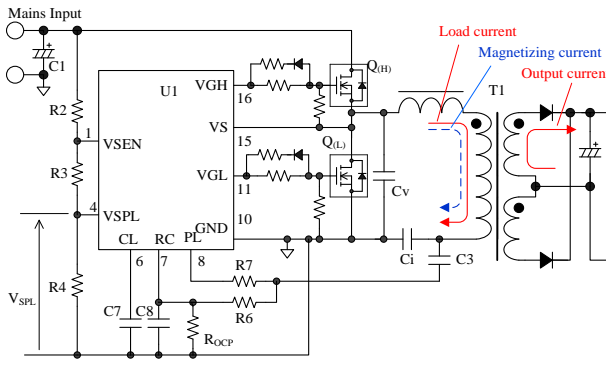 Mains Input
Load current
Magnetizing current
Output current
C1
U1
Q(H)
T1
VGH
16
R2
VS
15
Q(L)
1
VSEN
VGL
11
R3
Cv
4
VSPL
10
GND
CL
RC
PL
Ci
C3
6
7
8
R7
R4
VSPL
C7
C8
R6
ROCP